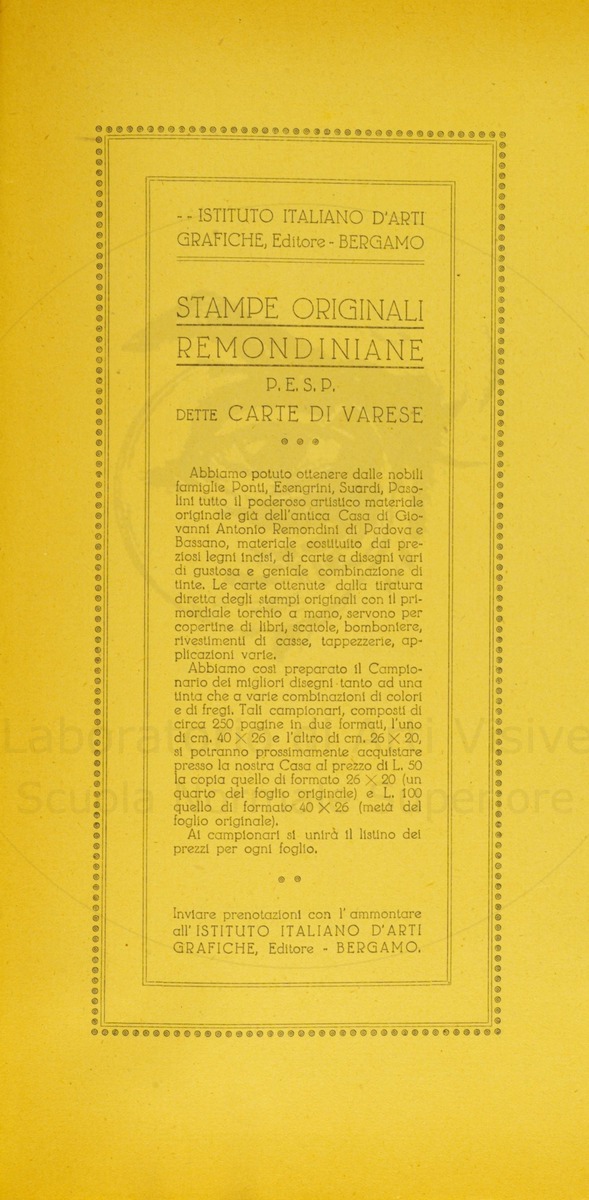 -- ISTITUTO ITALIANO D'ARTI
GRAFICHE, Editore - BERGAMO
STAMPE ORIGINALI
REMONDINIANE
P. E. S. P.
DETTE CARTE DI VARESE
Abbiamo potuto ottenere dalle nobili
famiglie Ponti, Esengrini, Suardi, Paso-
lini tutto il poderoso artistico materiale
originale già dell'antica Casa di Gio-
vanni Antonio Remondini di Padova e
Bassano, materiale costituito dai pre-
ziosi legni incisi, di carte a disegni vari
di gustosa e geniale combinazione di
tinte. Le carte ottenute dalla tiratura
diretta degli stampi originali con il pri-
mordiale torchio a mano, servono per
copertine di libri, scatole, bomboniere,
rivestimenti di casse, tappezzerie, ap-
plicazioni varie.
Abbiamo così preparato il Campio-
nario dei migliori disegni tanto ad una
tinta che a varie combinazioni di colori
e di fregi. Tali campionari, composti di
circa 250 pagine in due formati, l'uno
di cm. 40 × 26 e l'altro di cm. 26 × 20,
si potranno prossimamente acquistare
presso la nostra Casa al prezzo di L. 50
la copia quello di formato 26 × 20 (un
quarto del foglio originale) e L. 100
quello di formato 40 × 26 (metà del
foglio originale).
Ai campionari si unirà il listino dei
prezzi per ogni foglio.
Inviare prenotazioni con l'ammontare
all'ISTITUTO ITALIANO D'ARTI
GRAFICHE, Editore - BERGAMO.